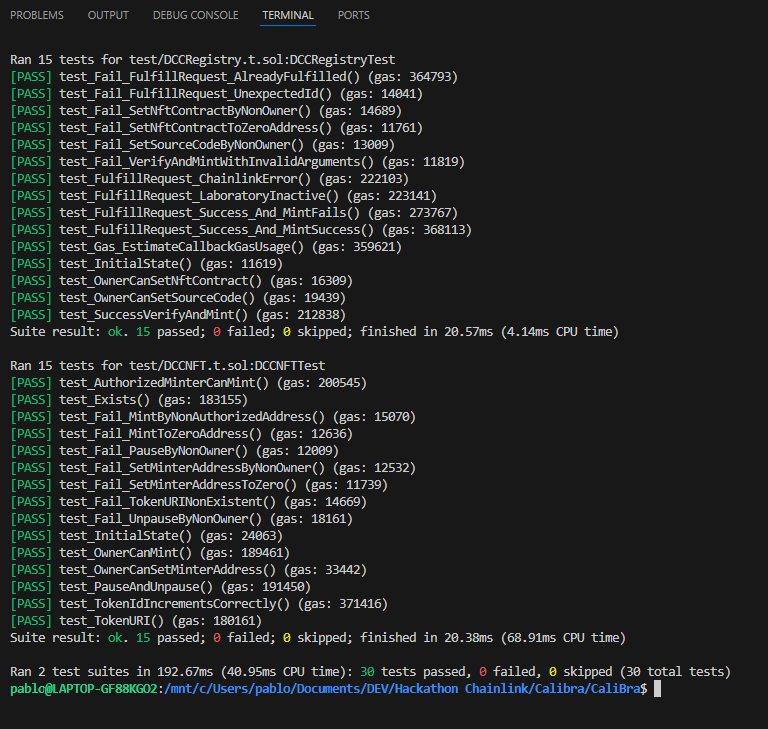 PROBLEMS OUTPUT DEBUG CONSOLE TERMINAL PORTS
Ran 15 tests for test/DCCRegistry.t.sol:DCCRegistryTest
[PASS] test_Fail_FulfillRequest_AlreadyFulfilled() (gas: 364793)
[PASS] test_Fail_FulfillRequest_UnexpectedId() (gas: 14041)
[PASS] test_Fail_SetNftContractByNonOwner() (gas: 14689)
[PASS] test_Fail_SetNftContractToZeroAddress() (gas: 11761)
[PASS] test_Fail_SetSourceCodeByNonOwner() (gas: 13009)
[PASS] test_Fail_VerifyAndMintWithInvalidArguments() (gas: 11819)
[PASS] test_FulfillRequest_ChainlinkError() (gas: 222103)
[PASS] test_FulfillRequest_LaboratoryInactive() (gas: 223141)
[PASS] test_FulfillRequest_Success_And_MintFails() (gas: 273767)
[PASS] test_FulfillRequest_Success_And_MintSuccess() (gas: 368113)
[PASS] test_Gas_EstimateCallbackGasUsage() (gas: 359621)
[PASS] test_InitialState() (gas: 11619)
[PASS] test_OwnerCanSetNftContract() (gas: 16309)
[PASS] test_OwnerCanSetSourceCode() (gas: 19439)
[PASS] test_SuccessVerifyAndMint() (gas: 212838)
Suite result: ok. 15 passed; 0 failed; 0 skipped; finished in 20.57ms (4.14ms CPU time)
Ran 15 tests for test/DCCNFT.t.sol:DCCNFTTest
[PASS] test_AuthorizedMinterCanMint() (gas: 200545)
[PASS] test_Exists() (gas: 183155)
[PASS] test_Fail_MintByNonAuthorizedAddress() (gas: 15070)
[PASS] test_Fail_MintToZeroAddress() (gas: 12636)
[PASS] test_Fail_PauseByNonOwner() (gas: 12009)
[PASS] test_Fail_SetMinterAddressByNonOwner() (gas: 12532)
[PASS] test_Fail_SetMinterAddressToZero() (gas: 11739)
[PASS] test_Fail_TokenURINonExistent() (gas: 14669)
[PASS] test_Fail_UnpauseByNonOwner() (gas: 18161)
[PASS] test_InitialState() (gas: 24063)
[PASS] test_OwnerCanMint() (gas: 189461)
[PASS] test_OwnerCanSetMinterAddress() (gas: 33442)
[PASS] test_PauseAndUnpause() (gas: 191450)
[PASS] test_TokenIdIncrementsCorrectly() (gas: 371416)
[PASS] test_TokenURI() (gas: 180161)
Suite result: ok. 15 passed; 0 failed; 0 skipped; finished in 20.38ms (68.91ms CPU time)
Ran 2 test suites in 192.67ms (40.95ms CPU time): 30 tests passed, 0 failed, 0 skipped (30 total tests)
pablo@LAPTOP-GF88KGO2:/mnt/c/Users/pablo/Documents/DEV/Hackathon Chainlink/Calibra/CaliBra$